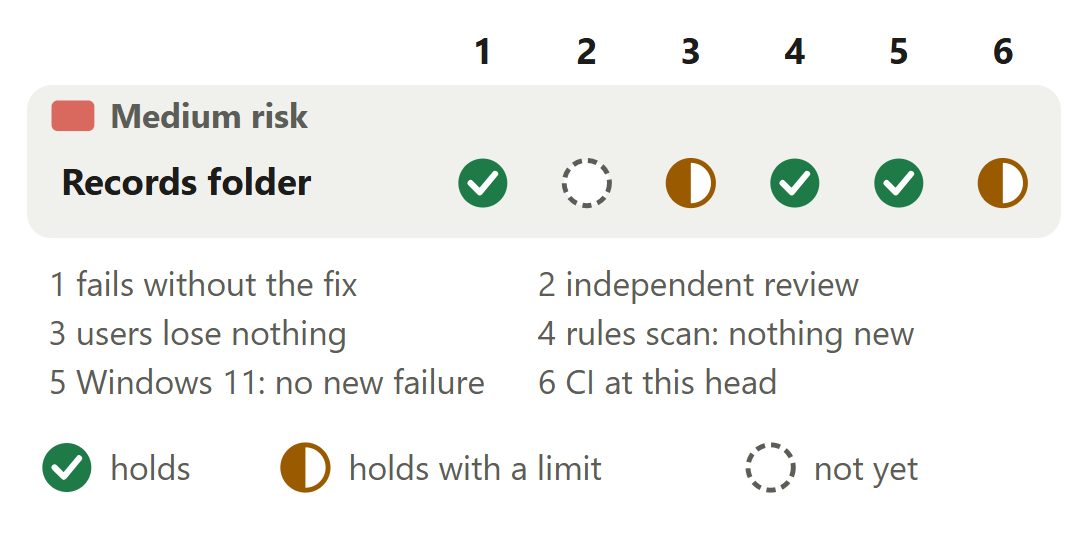 1 2 3 4 5 6
Medium risk
Records folder
1 fails without the fix
2 independent review
3 users lose nothing
4 rules scan: nothing new
5 Windows 11: no new failure
6 CI at this head
holds
holds with a limit
not yet